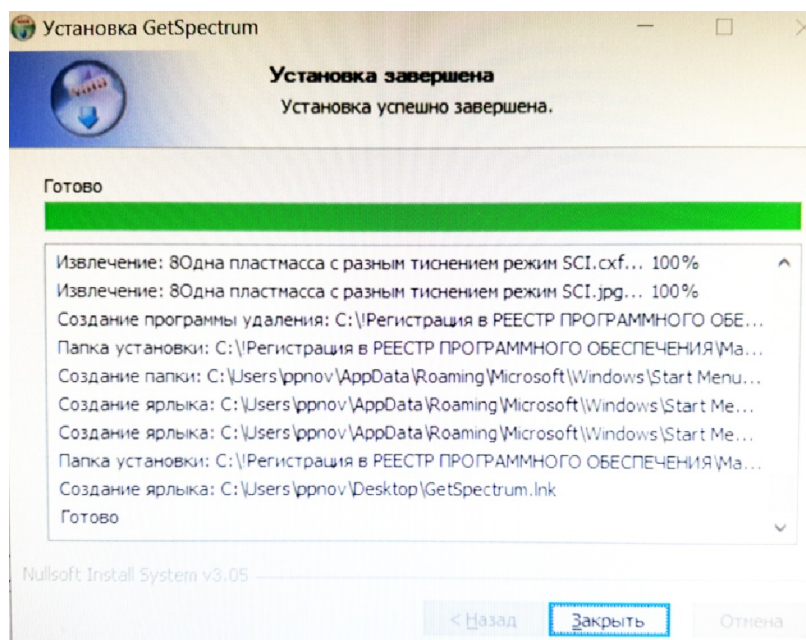 Установка GetSpectrum
Установка завершена
Установка успешно завершена.
Готово
Извлечение: 8Одна пластмасса с разным тиснением режим SCI.cxf... 100%
Извлечение: 8Одна пластмасса с разным тиснением режим SCI.jpg... 100%
Создание программы удаления: C:\!Регистрация в РЕЕСТР ПРОГРАММНОГО ОБЕ...
Папка установки: C:\!Регистрация в РЕЕСТР ПРОГРАММНОГО ОБЕСПЕЧЕНИЯ\Ма...
Создание папки: C:\Users\ppnov\AppData\Roaming\Microsoft\Windows\Start Menu...
Создание ярлыка: C:\Users\ppnov\AppData\Roaming\Microsoft\Windows\Start Me...
Создание ярлыка: C:\Users\ppnov\AppData\Roaming\Microsoft\Windows\Start Me...
Папка установки: C:\!Регистрация в РЕЕСТР ПРОГРАММНОГО ОБЕСПЕЧЕНИЯ\Ма...
Создание ярлыка: C:\Users\ppnov\Desktop\GetSpectrum.lnk
Готово
Nullsoft Install System v3.05
< Назад Закрыть Отмена